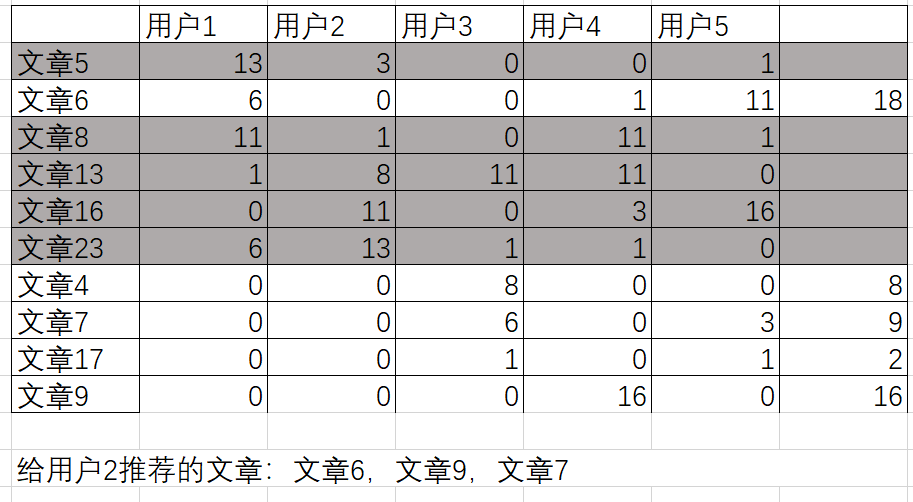 用户1 用户2 用户3 用户4 用户5
文章5 13 3 0 0 1
文章6 6 0 0 1 11 18
文章8 11 1 0 11 1
文章13 1 8 11 11 0
文章16 0 11 0 3 16
文章23 6 13 1 1 0
文章4 0 0 8 0 0 8
文章7 0 0 6 0 3 9
文章17 0 0 1 0 1 2
文章9 0 0 0 16 0 16
给用户2推荐的文章：文章6，文章9，文章7